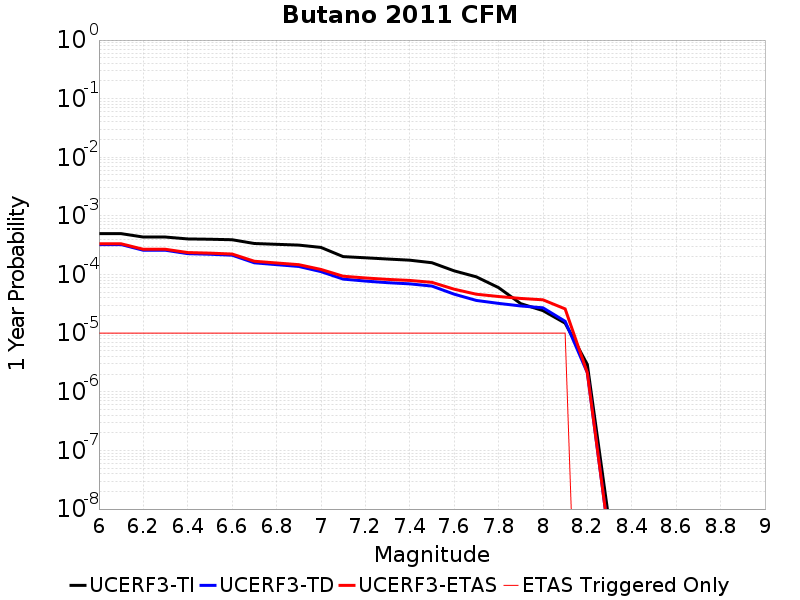 Butano 2011 CFM
10^0
10^-1
10^-2
10^-3
10^-4
10^-5
10^-6
10^-7
10^-8
1 Year Probability
6 6.2 6.4 6.6 6.8 7 7.2 7.4 7.6 7.8 8 8.2 8.4 8.6 8.8 9
Magnitude
UCERF3-TI UCERF3-TD UCERF3-ETAS ETAS Triggered Only